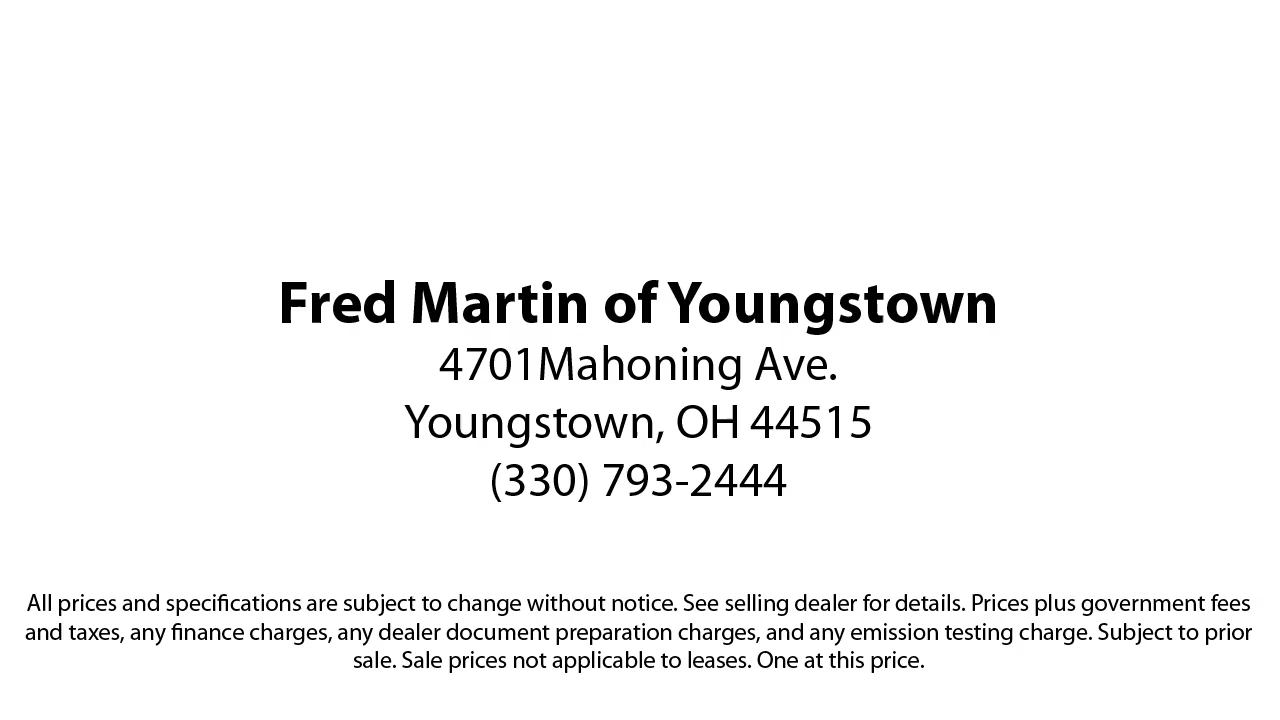 Fred Martin of Youngstown
4701Mahoning Ave.
Youngstown, OH 44515
(330) 793-2444
All prices and specifications are subject to change without notice. See selling dealer for details. Prices plus government fees
and taxes, any finance charges, any dealer document preparation charges, and any emission testing charge. Subject to prior
sale. Sale prices not applicable to leases. One at this price.